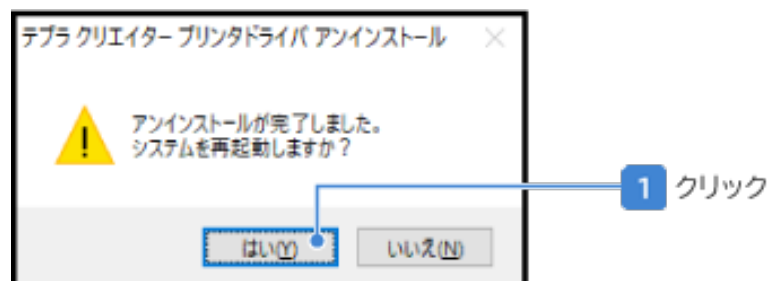 テプラ クリエイター プリンタドライバ アンインストール
アンインストールが完了しました。
システムを再起動しますか？
1 クリック
はい(Y)
いいえ(N)